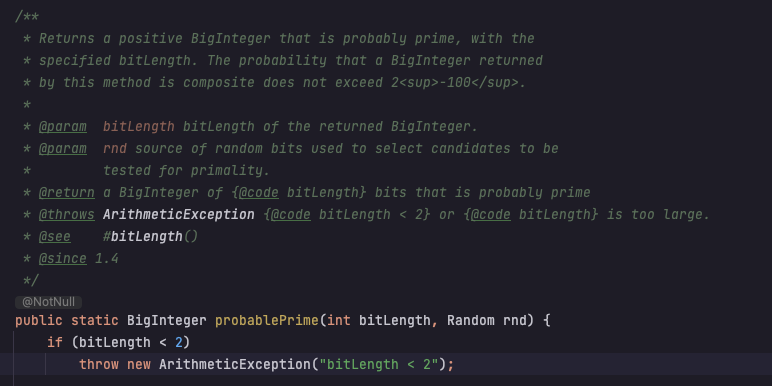 /**
 * Returns a positive BigInteger that is probably prime, with the
 * specified bitLength. The probability that a BigInteger returned
 * by this method is composite does not exceed 2<sup>-100</sup>.
 *
 * @param  bitLength bitLength of the returned BigInteger.
 * @param  rnd source of random bits used to select candidates to be
 *         tested for primality.
 * @return a BigInteger of {@code bitLength} bits that is probably prime
 * @throws ArithmeticException {@code bitLength < 2} or {@code bitLength} is too large.
 * @see    #bitLength()
 * @since 1.4
 */
@NotNull
public static BigInteger probablePrime(int bitLength, Random rnd) {
    if (bitLength < 2)
        throw new ArithmeticException("bitLength < 2");